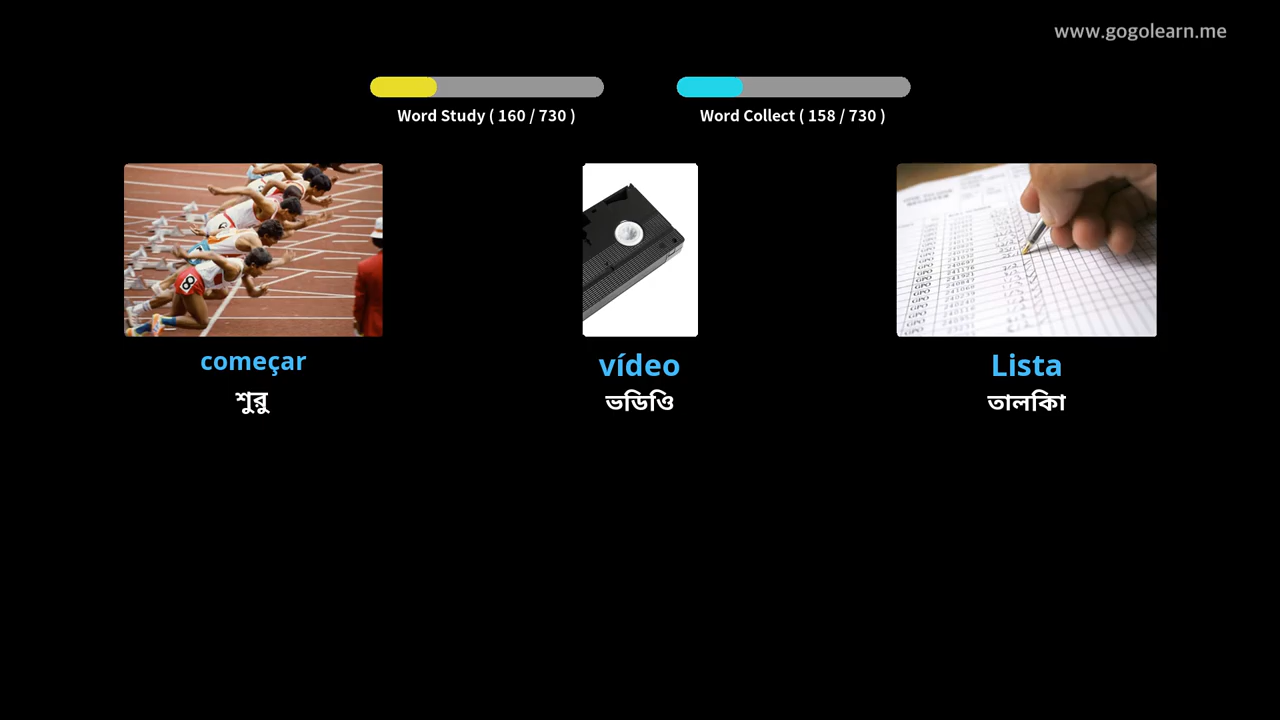 www.gogolearn.me
Word Study ( 160 / 730 )
Word Collect ( 158 / 730 )
começar
শুরু
vídeo
ভিডিও
Lista
তালিকা